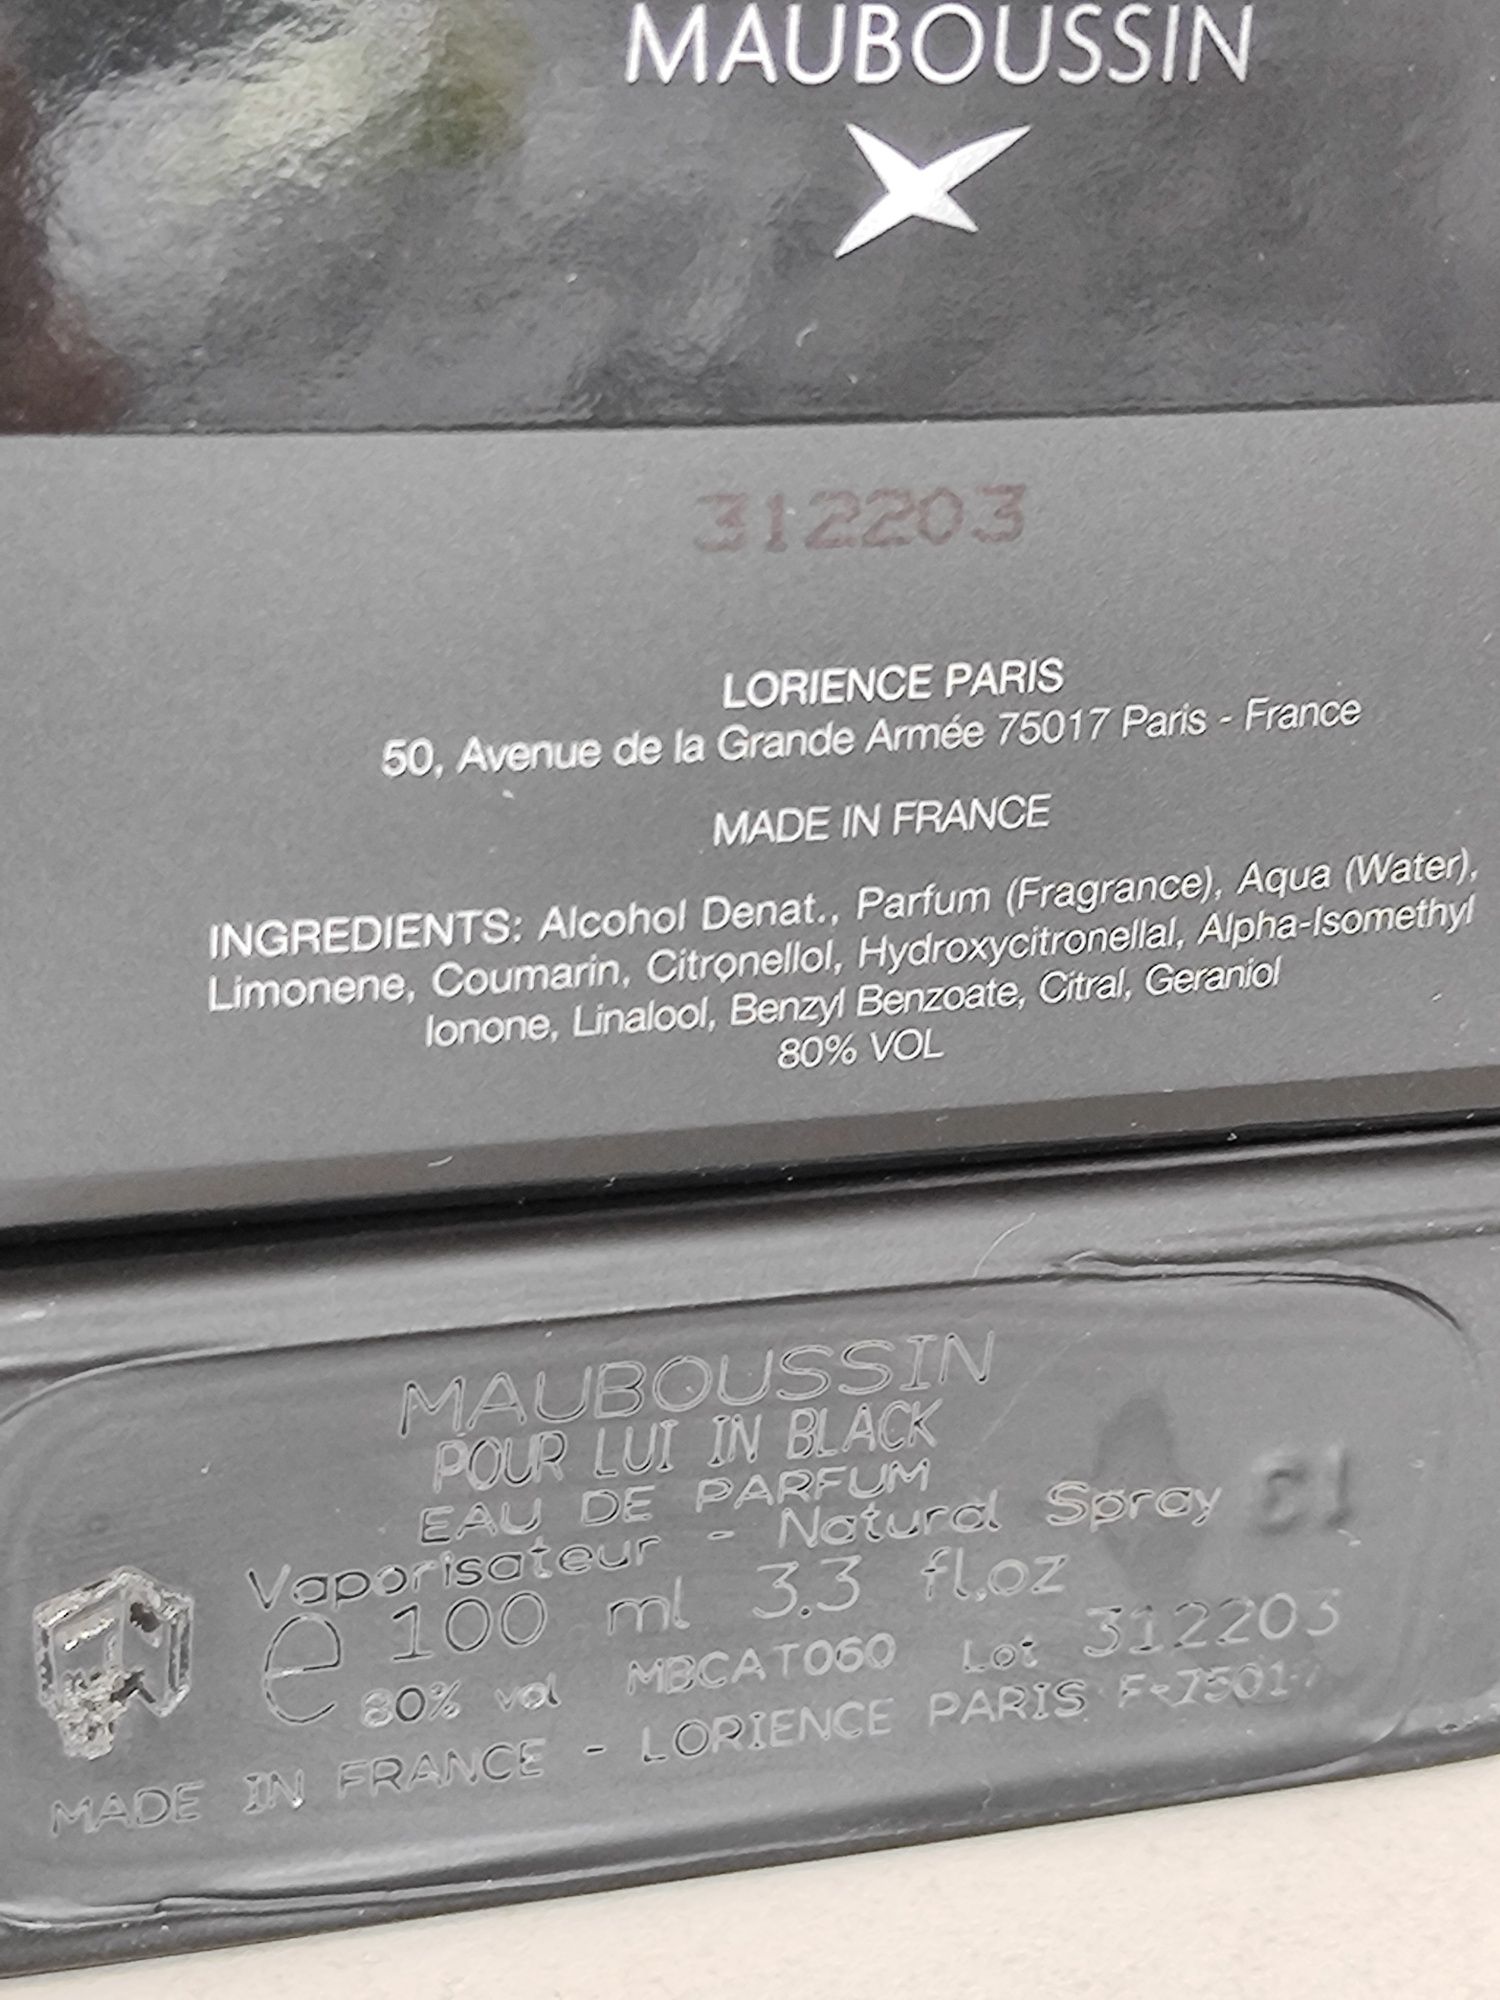 MAUBOUSSIN
312203
LORIENCE PARIS
50, Avenue de la Grande Armée 75017 Paris - France
MADE IN FRANCE
INGREDIENTS: Alcohol Denat., Parfum (Fragrance), Aqua (Water),
Limonene, Coumarin, Citronellol, Hydroxycitronellal, Alpha-Isomethyl
Ionone, Linalool, Benzyl Benzoate, Citral, Geraniol
80% VOL
MAUBOUSSIN
POUR LUI IN BLACK
EAU DE PARFUM
Vaporisateur - Natural Spray
e 100 ml 3.3 fl.oz
80% vol MBCAT060 Lot 312203
MADE IN FRANCE - LORIENCE PARIS